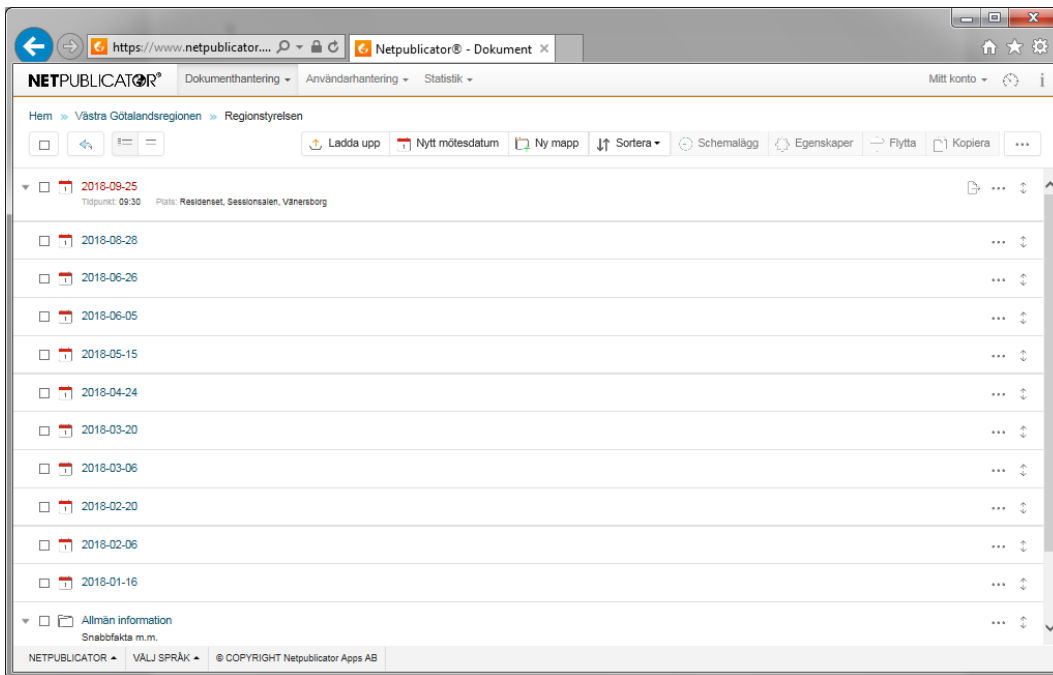 https://www.netpublicator....
Netpublicator® - Dokument
NETPUBLICATOR® Dokumenthantering Användarhantering Statistik Mitt konto
Hem » Västra Götalandsregionen » Regionstyrelsen
Ladda upp Nytt mötesdatum Ny mapp Sortera Schemalägg Egenskaper Flytta Kopiera ...
2018-09-25
Tidpunkt: 09:30 Plats: Residenset, Sessionsalen, Vänersborg
2018-08-28
2018-06-26
2018-06-05
2018-05-15
2018-04-24
2018-03-20
2018-03-06
2018-02-20
2018-02-06
2018-01-16
Allmän information
Snabbfakta m.m.
NETPUBLICATOR VÄLJ SPRÅK © COPYRIGHT Netpublicator Apps AB